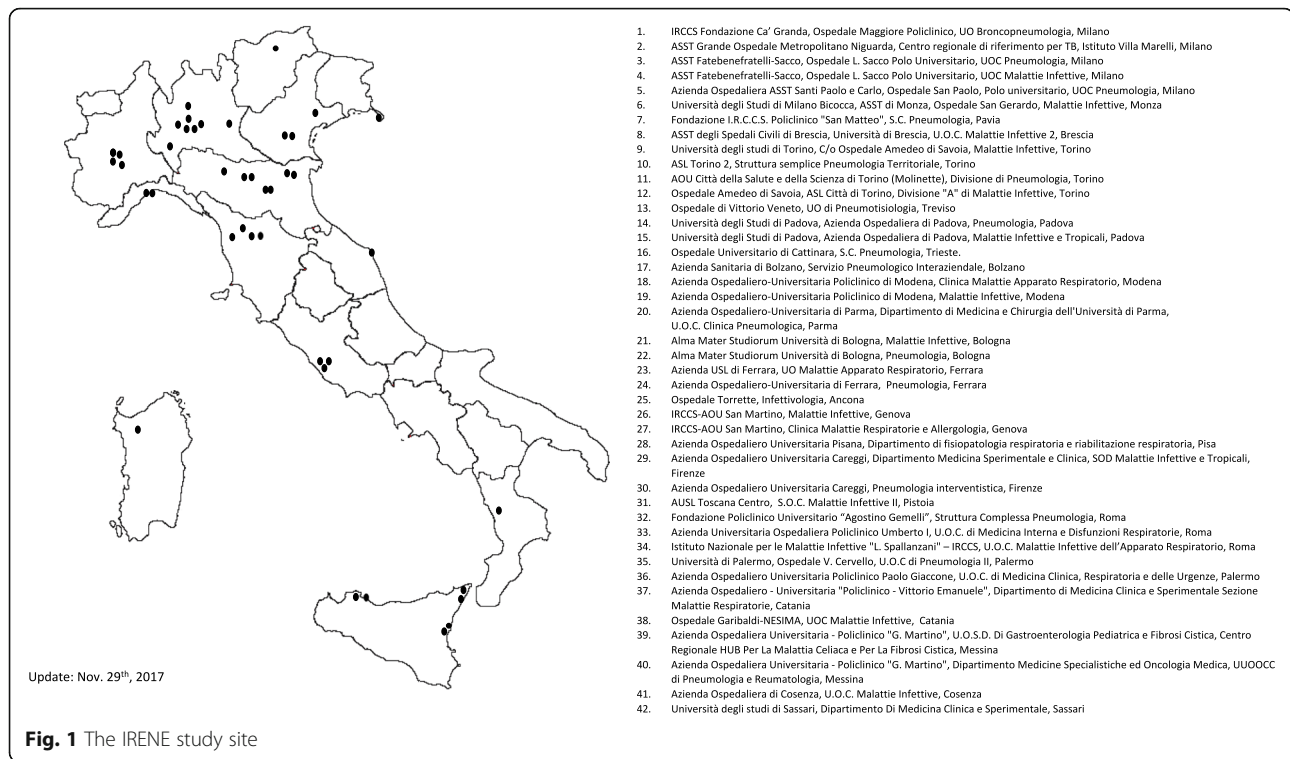 1. IRCCS Fondazione Ca’ Granda, Ospedale Maggiore Policlinico, UO Broncopneumologia, Milano
2. ASST Grande Ospedale Metropolitano Niguarda, Centro regionale di riferimento per TB, Istituto Villa Marelli, Milano
3. ASST Fatebenefratelli-Sacco, Ospedale L. Sacco Polo Universitario, UOC Pneumologia, Milano
4. ASST Fatebenefratelli-Sacco, Ospedale L. Sacco Polo Universitario, UOC Malattie Infettive, Milano
5. Azienda Ospedaliera ASST Santi Paolo e Carlo, Ospedale San Paolo, Polo universitario, UOC Pneumologia, Milano
6. Università degli Studi di Milano Bicocca, ASST di Monza, Ospedale San Gerardo, Malattie Infettive, Monza
7. Fondazione I.R.C.C.S. Policlinico "San Matteo", S.C. Pneumologia, Pavia
8. ASST degli Spedali Civili di Brescia, Università di Brescia, U.O.C. Malattie Infettive 2, Brescia
9. Università degli studi di Torino, C/o Ospedale Amedeo di Savoia, Malattie Infettive, Torino
10. ASL Torino 2, Struttura semplice Pneumologia Territoriale, Torino
11. AOU Città della Salute e della Scienza di Torino (Molinette), Divisione di Pneumologia, Torino
12. Ospedale Amedeo di Savoia, ASL Città di Torino, Divisione "A" di Malattie Infettive, Torino
13. Ospedale di Vittorio Veneto, UO di Pneumotisiologia, Treviso
14. Università degli Studi di Padova, Azienda Ospedaliera di Padova, Pneumologia, Padova
15. Università degli Studi di Padova, Azienda Ospedaliera di Padova, Malattie Infettive e Tropicali, Padova
16. Ospedale Universitario di Cattinara, S.C. Pneumologia, Trieste.
17. Azienda Sanitaria di Bolzano, Servizio Pneumologico Interaziendale, Bolzano
18. Azienda Ospedaliero-Universitaria Policlinico di Modena, Clinica Malattie Apparato Respiratorio, Modena
19. Azienda Ospedaliero-Universitaria Policlinico di Modena, Malattie Infettive, Modena
20. Azienda Ospedaliero-Universitaria di Parma, Dipartimento di Medicina e Chirurgia dell'Università di Parma,
U.O.C. Clinica Pneumologica, Parma
21. Alma Mater Studiorum Università di Bologna, Malattie Infettive, Bologna
22. Alma Mater Studiorum Università di Bologna, Pneumologia, Bologna
23. Azienda USL di Ferrara, UO Malattie Apparato Respiratorio, Ferrara
24. Azienda Ospedaliero-Universitaria di Ferrara, Pneumologia, Ferrara
25. Ospedale Torrette, Infettivologia, Ancona
26. IRCCS-AOU San Martino, Malattie Infettive, Genova
27. IRCCS-AOU San Martino, Clinica Malattie Respiratorie e Allergologia, Genova
28. Azienda Ospedaliero Universitaria Pisana, Dipartimento di fisiopatologia respiratoria e riabilitazione respiratoria, Pisa
29. Azienda Ospedaliero Universitaria Careggi, Dipartimento Medicina Sperimentale e Clinica, SOD Malattie Infettive e Tropicali,
Firenze
30. Azienda Ospedaliero Universitaria Careggi, Pneumologia interventistica, Firenze
31. AUSL Toscana Centro, S.O.C. Malattie Infettive II, Pistoia
32. Fondazione Policlinico Universitario “Agostino Gemelli”, Struttura Complessa Pneumologia, Roma
33. Azienda Universitaria Ospedaliera Policlinico Umberto I, U.O.C. di Medicina Interna e Disfunzioni Respiratorie, Roma
34. Istituto Nazionale per le Malattie Infettive "L. Spallanzani" – IRCCS, U.O.C. Malattie Infettive dell’Apparato Respiratorio, Roma
35. Università di Palermo, Ospedale V. Cervello, U.O.C di Pneumologia II, Palermo
36. Azienda Ospedaliero Universitaria Policlinico Paolo Giaccone, U.O.C. di Medicina Clinica, Respiratoria e delle Urgenze, Palermo
37. Azienda Ospedaliero - Universitaria "Policlinico - Vittorio Emanuele", Dipartimento di Medicina Clinica e Sperimentale Sezione
Malattie Respiratorie, Catania
38. Ospedale Garibaldi-NESIMA, UOC Malattie Infettive, Catania
39. Azienda Ospedaliera Universitaria - Policlinico "G. Martino", U.O.S.D. Di Gastroenterologia Pediatrica e Fibrosi Cistica, Centro
Regionale HUB Per La Malattia Celiaca e Per La Fibrosi Cistica, Messina
40. Azienda Ospedaliera Universitaria - Policlinico "G. Martino", Dipartimento Medicine Specialistiche ed Oncologia Medica, UUOOCC
di Pneumologia e Reumatologia, Messina
41. Azienda Ospedaliera di Cosenza, U.O.C. Malattie Infettive, Cosenza
42. Università degli studi di Sassari, Dipartimento Di Medicina Clinica e Sperimentale, Sassari
Update: Nov. 29th, 2017
Fig. 1 The IRENE study site